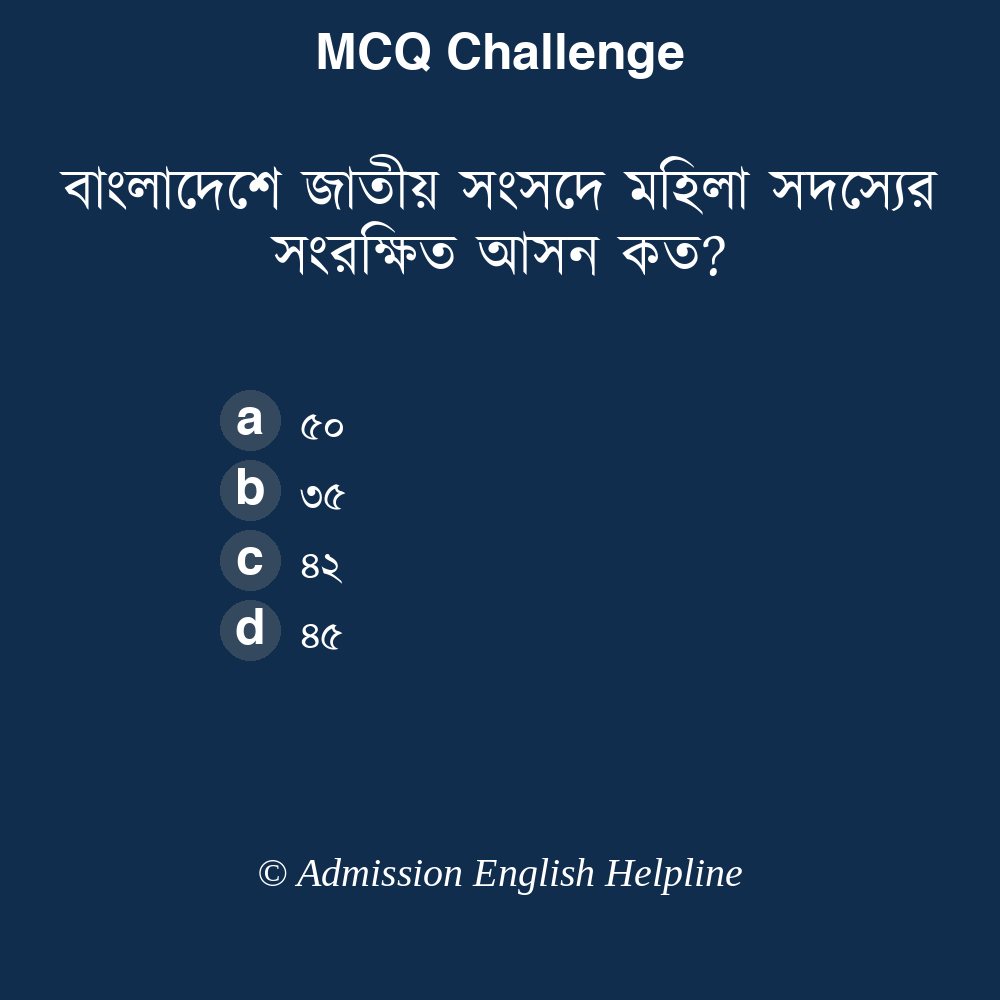 MCQ Challenge
বাংলাদেশে জাতীয় সংসদে মহিলা সদস্যের
সংরক্ষিত আসন কত?
a ৫০
b ৩৫
c ৪২
d ৪৫
© Admission English Helpline